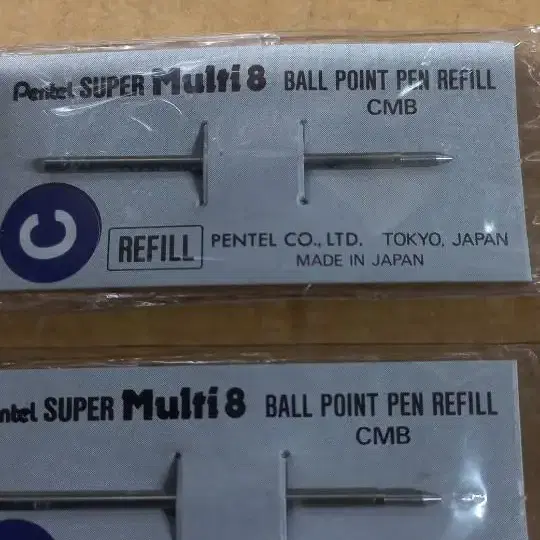 Pentel SUPER Multi 8 BALL POINT PEN REFILL
CMB
C
REFILL
PENTEL CO., LTD. TOKYO, JAPAN
MADE IN JAPAN
ntel SUPER Multi 8 BALL POINT PEN REFILL
CMB